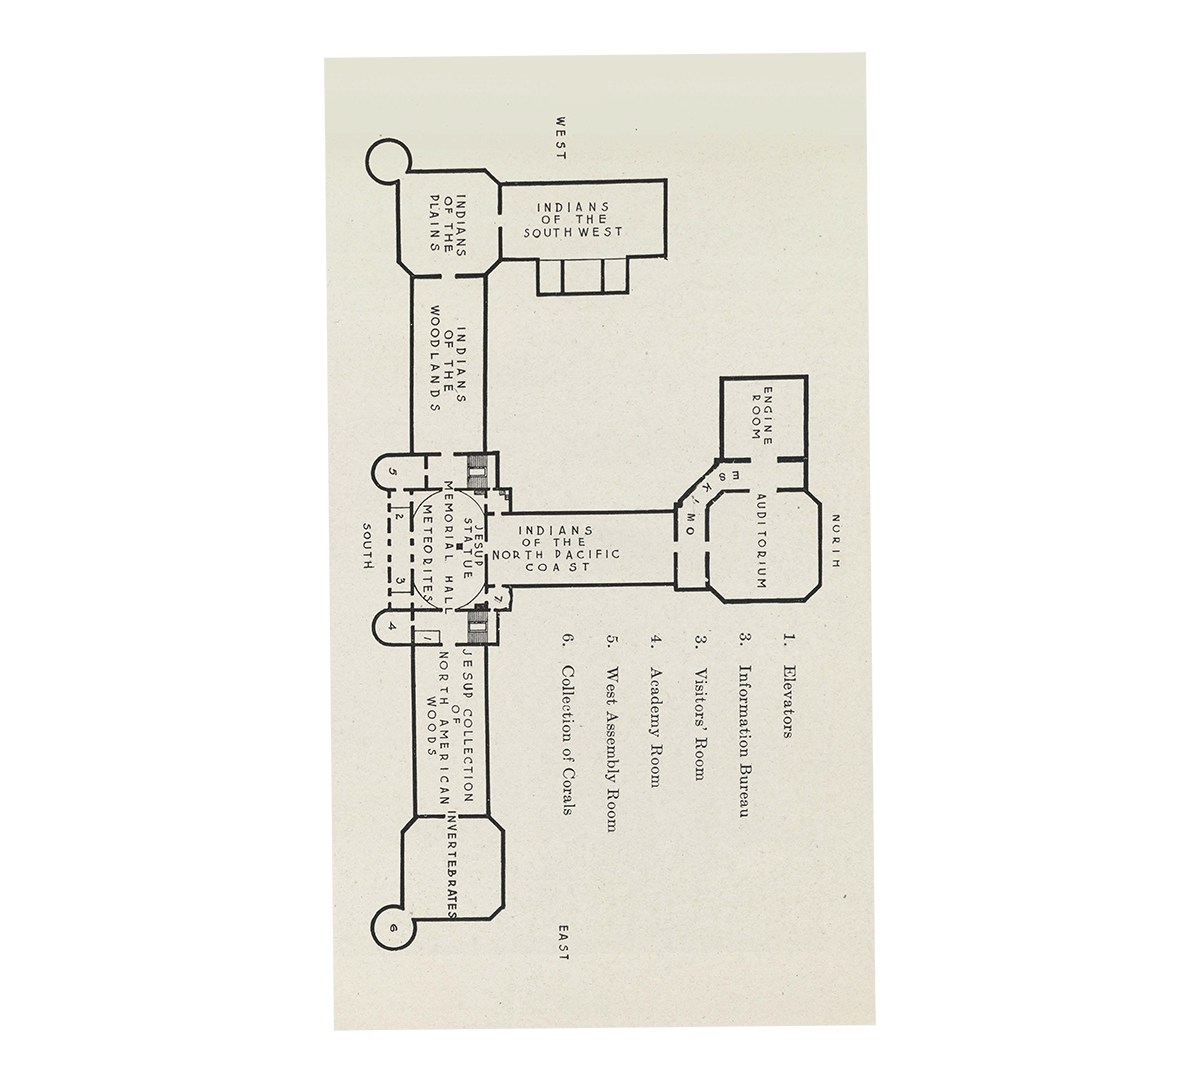 WEST
INDIANS
OF THE
SOUTHWEST
INDIANS
OF THE
PLAINS
INDIANS
OF THE
WOODLANDS
ENGINE
ROOM
ESKIMO
AUDITORIUM
NORTH
INDIANS
OF THE
NORTH PACIFIC
COAST
JESUP
STATUE
MEMORIAL HALL
METEORITES
5
2
3
4
1
7
SOUTH
JESUP COLLECTION
OF
NORTH AMERICAN
WOODS
INVERTEBRATES
6
EAST
1. Elevators
3. Information Bureau
3. Visitors' Room
4. Academy Room
5. West Assembly Room
6. Collection of Corals